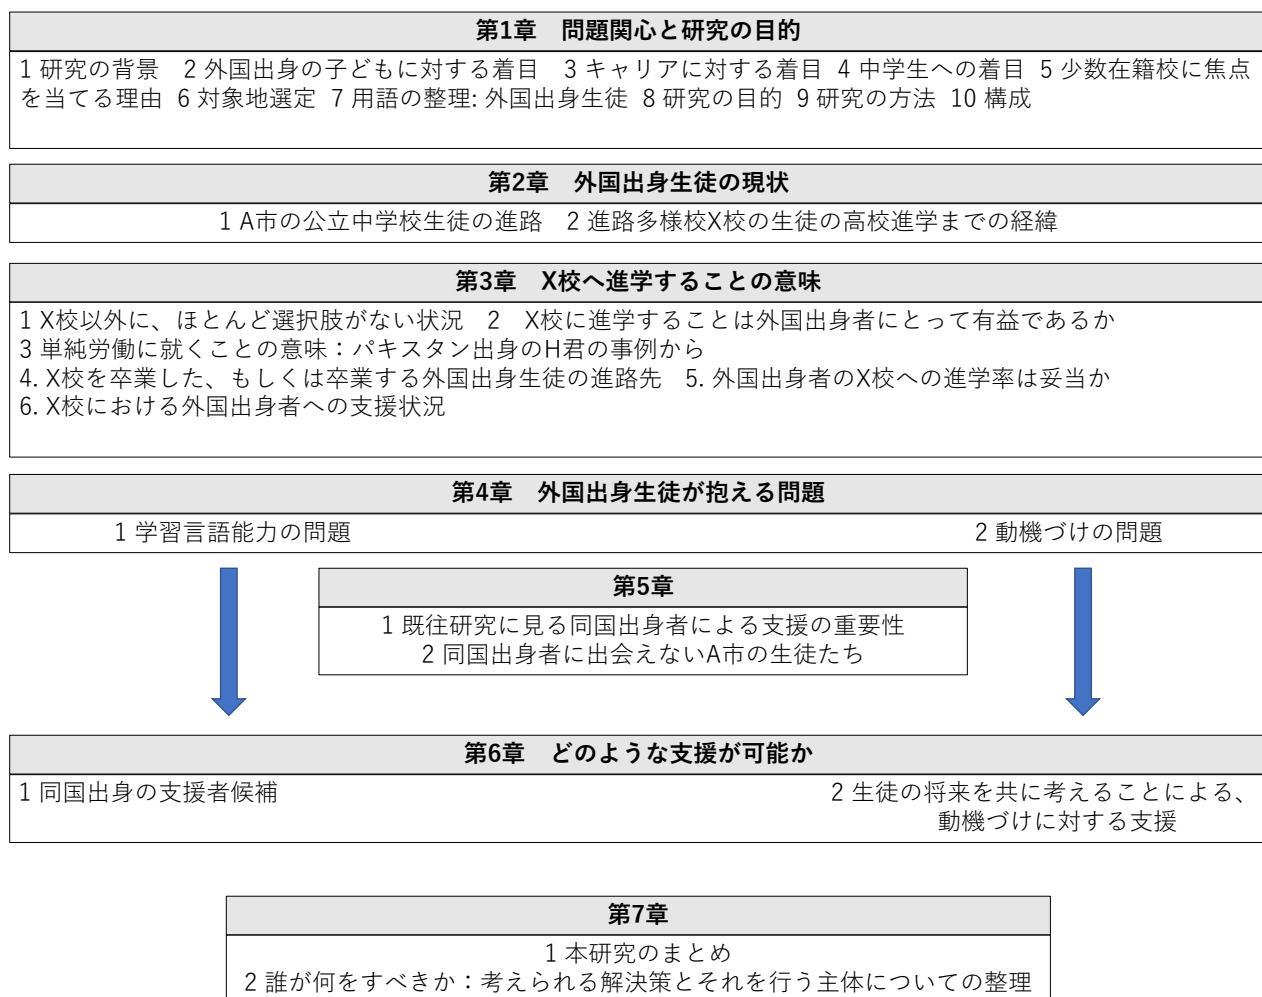 第1章　問題関心と研究の目的
1 研究の背景　2 外国出身の子どもに対する着目　3 キャリアに対する着目 4 中学生への着目 5 少数在籍校に焦点
を当てる理由 6 対象地選定 7 用語の整理: 外国出身生徒 8 研究の目的 9 研究の方法 10 構成
第2章　外国出身生徒の現状
1 A市の公立中学校生徒の進路　2 進路多様校X校の生徒の高校進学までの経緯
第3章　X校へ進学することの意味
1 X校以外に、ほとんど選択肢がない状況　2　X校に進学することは外国出身者にとって有益であるか
3 単純労働に就くことの意味：パキスタン出身のH君の事例から
4. X校を卒業した、もしくは卒業する外国出身生徒の進路先　5. 外国出身者のX校への進学率は妥当か
6. X校における外国出身者への支援状況
第4章　外国出身生徒が抱える問題
1 学習言語能力の問題　2 動機づけの問題
第5章
1 既往研究に見る同国出身者による支援の重要性
2 同国出身者に出会えないA市の生徒たち
第6章　どのような支援が可能か
1 同国出身の支援者候補　2 生徒の将来を共に考えることによる、
動機づけに対する支援
第7章
1 本研究のまとめ
2 誰が何をすべきか：考えられる解決策とそれを行う主体についての整理